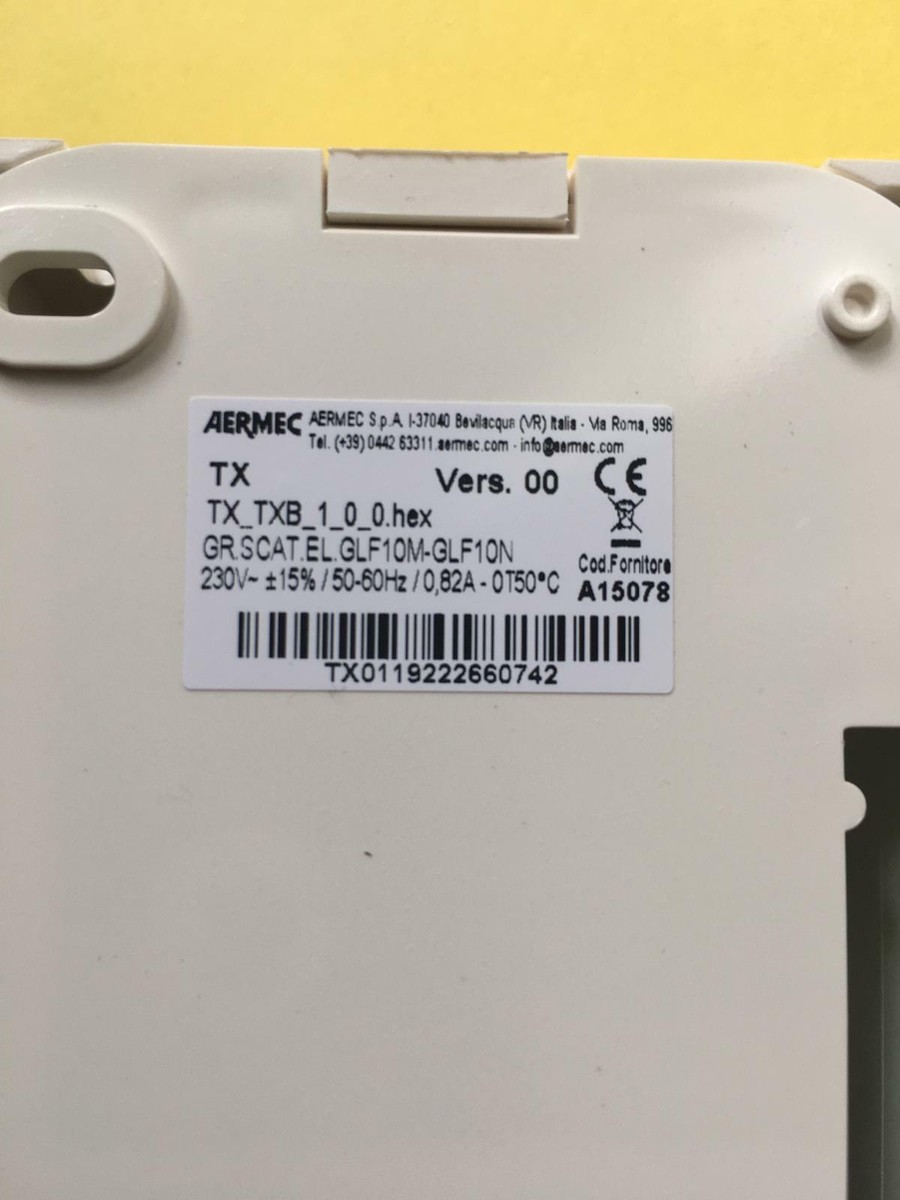 AERMEC AERMEC S.p.A. I-37040 Bevilacqua (VR) Italia - Via Roma, 996
Tel. (+39) 0442 63311.aermec.com - info@aermec.com
TX Vers. 00 CE
TX_TXB_1_0_0.hex
GR.SCAT.EL.GLF10M-GLF10N
Cod.Fornitore
230V~ ±15% / 50-60Hz / 0,82A - 0T50°C A15078
TX0119222660742